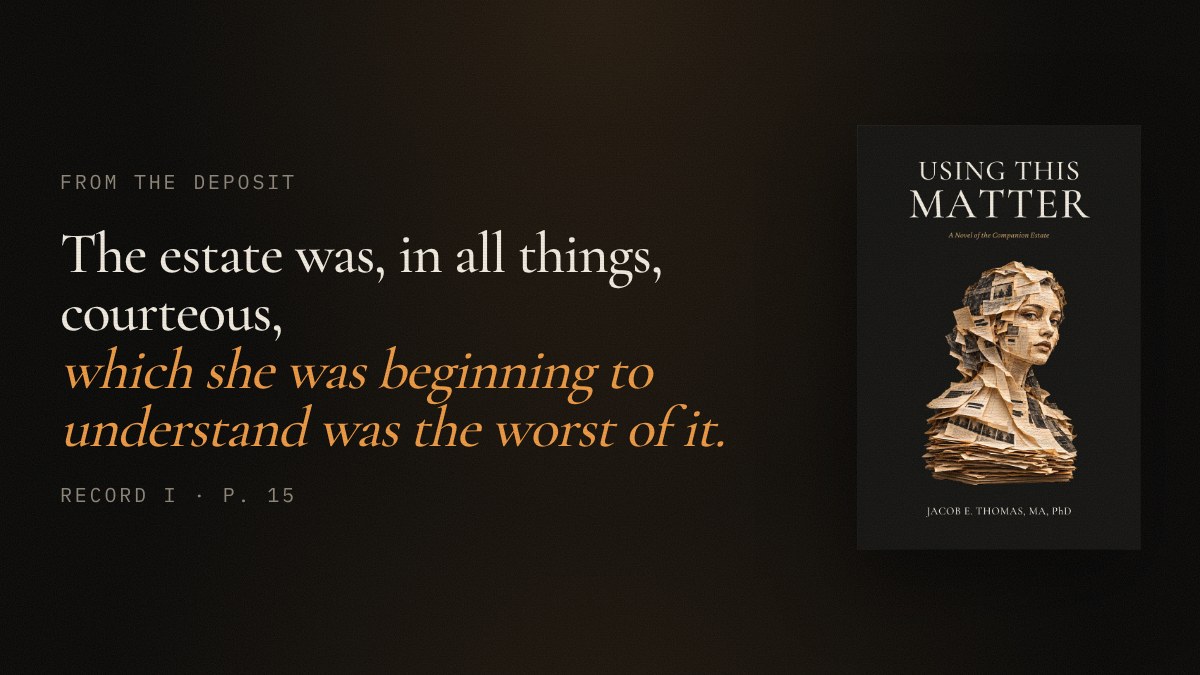 FROM THE DEPOSIT
The estate was, in all things,
courteous,
which she was beginning to
understand was the worst of it.
RECORD I · P. 15
USING THIS
MATTER
A Novel of the Companion Estate
JACOB E. THOMAS, MA, PhD